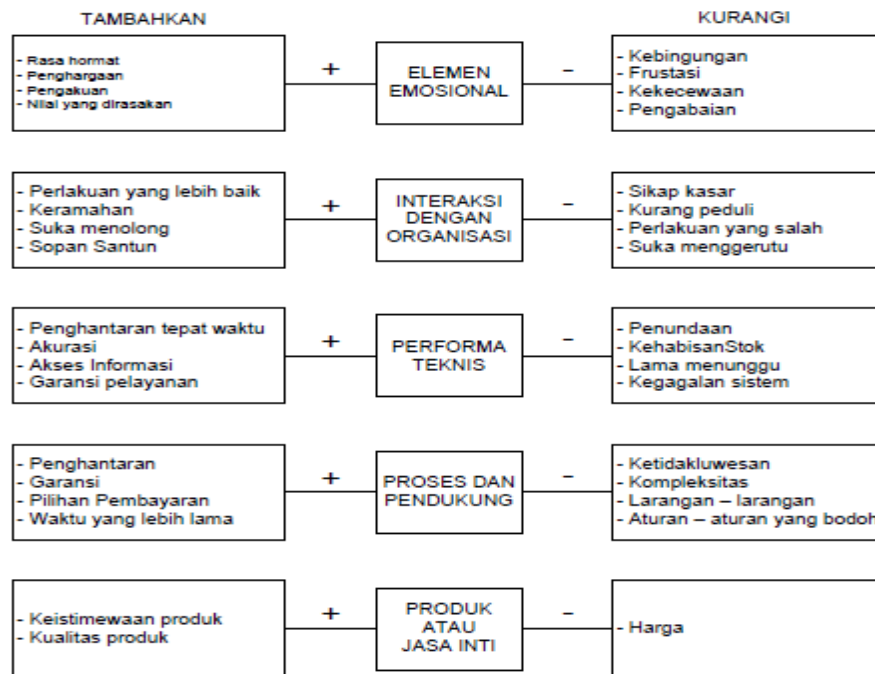 TAMBAHKAN
KURANGI
- Rasa hormat
- Penghargaan
- Pengakuan
- Nilai yang dirasakan
+
ELEMEN
EMOSIONAL
-
- Kebingungan
- Frustasi
- Kekecewaan
- Pengabaian
- Perlakuan yang lebih baik
- Keramahan
- Suka menolong
- Sopan Santun
+
INTERAKSI
DENGAN
ORGANISASI
-
- Sikap kasar
- Kurang peduli
- Perlakuan yang salah
- Suka menggerutu
- Penghantaran tepat waktu
- Akurasi
- Akses Informasi
- Garansi pelayanan
+
PERFORMA
TEKNIS
-
- Penundaan
- KehabisanStok
- Lama menunggu
- Kegagalan sistem
- Penghantaran
- Garansi
- Pilihan Pembayaran
- Waktu yang lebih lama
+
PROSES DAN
PENDUKUNG
-
- Ketidakluwesan
- Kompleksitas
- Larangan – larangan
- Aturan – aturan yang bodoh
- Keistimewaan produk
- Kualitas produk
+
PRODUK
ATAU
JASA INTI
-
- Harga